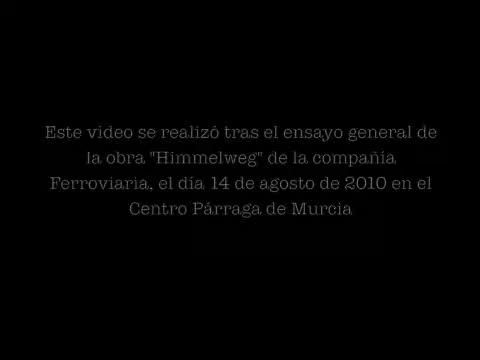 Este video se realizó tras el ensayo general de
la obra "Himmelweg" de la compañía
Ferroviaria, el día 14 de agosto de 2010 en el
Centro Párraga de Murcia